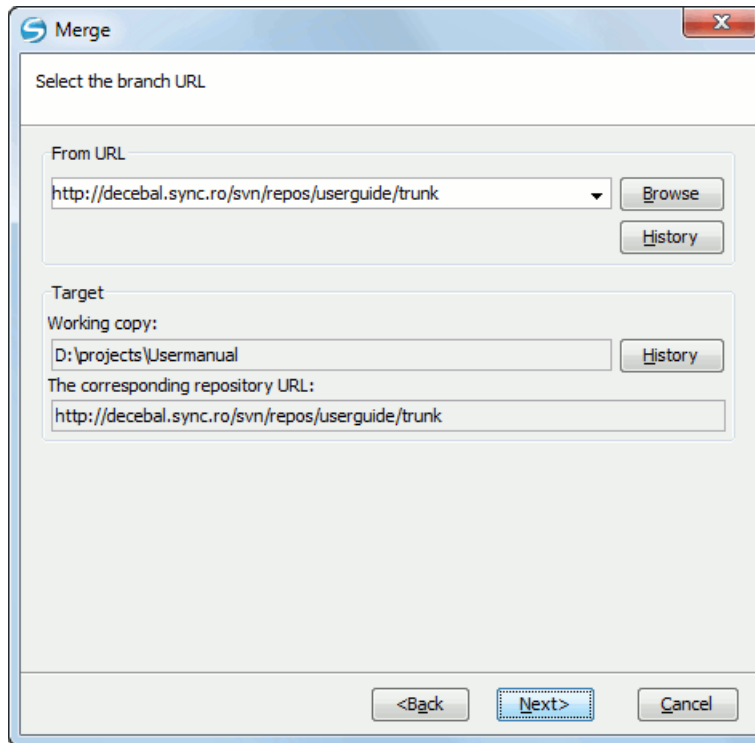 Merge
Select the branch URL
From URL
http://decebal.sync.ro/svn/repos/userguide/trunk
Browse
History
Target
Working copy:
D:\projects\Usermanual
History
The corresponding repository URL:
http://decebal.sync.ro/svn/repos/userguide/trunk
<Back Next> Cancel